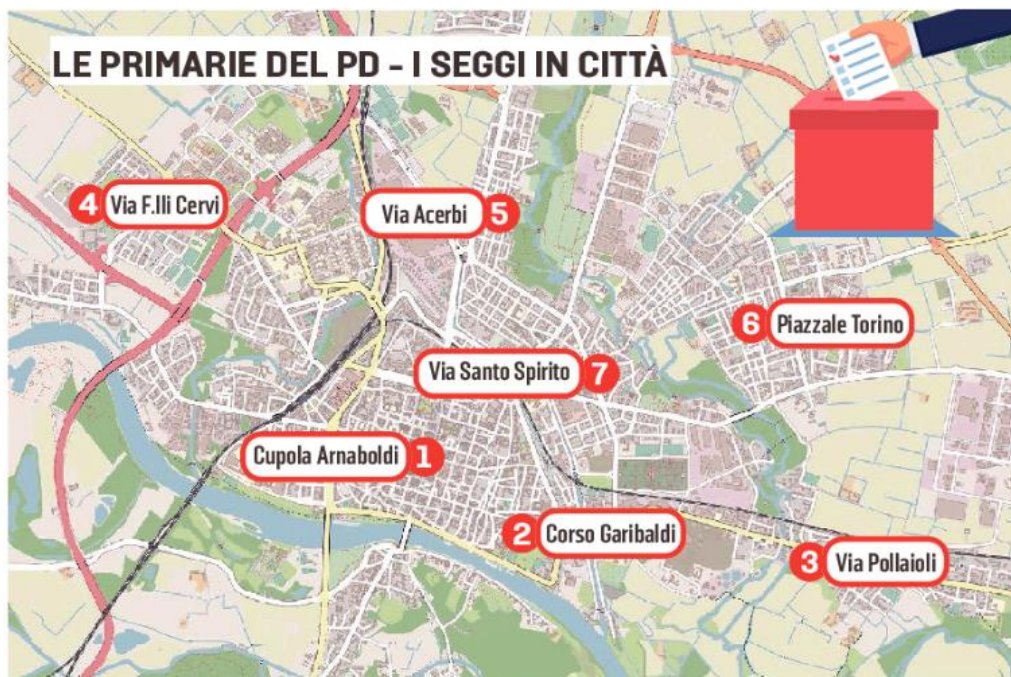 LE PRIMARIE DEL PD - I SEGGI IN CITTÀ
4 Via F.lli Cervi
Via Acerbi 5
6 Piazzale Torino
Via Santo Spirito 7
Cupola Arnaboldi 1
2 Corso Garibaldi
3 Via Pollaioli